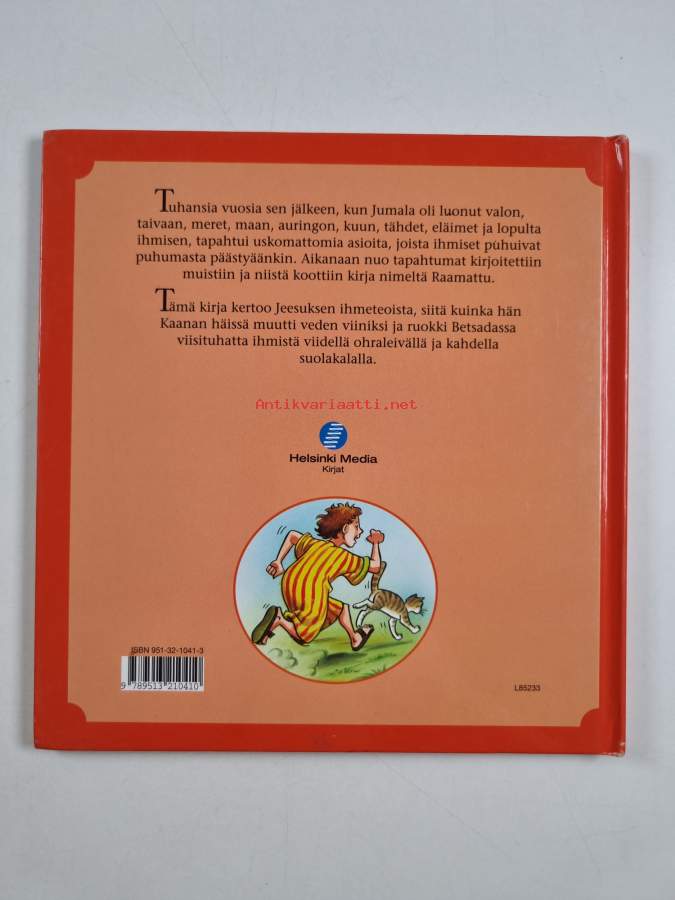 Tuhansia vuosia sen jälkeen, kun Jumala oli luonut valon,
taivaan, meret, maan, auringon, kuun, tähdet, eläimet ja lopulta
ihmisen, tapahtui uskomattomia asioita, joista ihmiset puhuivat
puhumasta päästyäänkin. Aikanaan nuo tapahtumat kirjoitettiin
muistiin ja niistä koottiin kirja nimeltä Raamattu.
Tämä kirja kertoo Jeesuksen ihmeteoista, siitä kuinka hän
Kaanan häissä muutti veden viiniksi ja ruokki Betsadassa
viisituhatta ihmistä viidellä ohraleivällä ja kahdella
suolakalalla.
Antikvariaatti.net
Helsinki Media
Kirjat
ISBN 951-32-1041-3
9 789513 210410
L85233